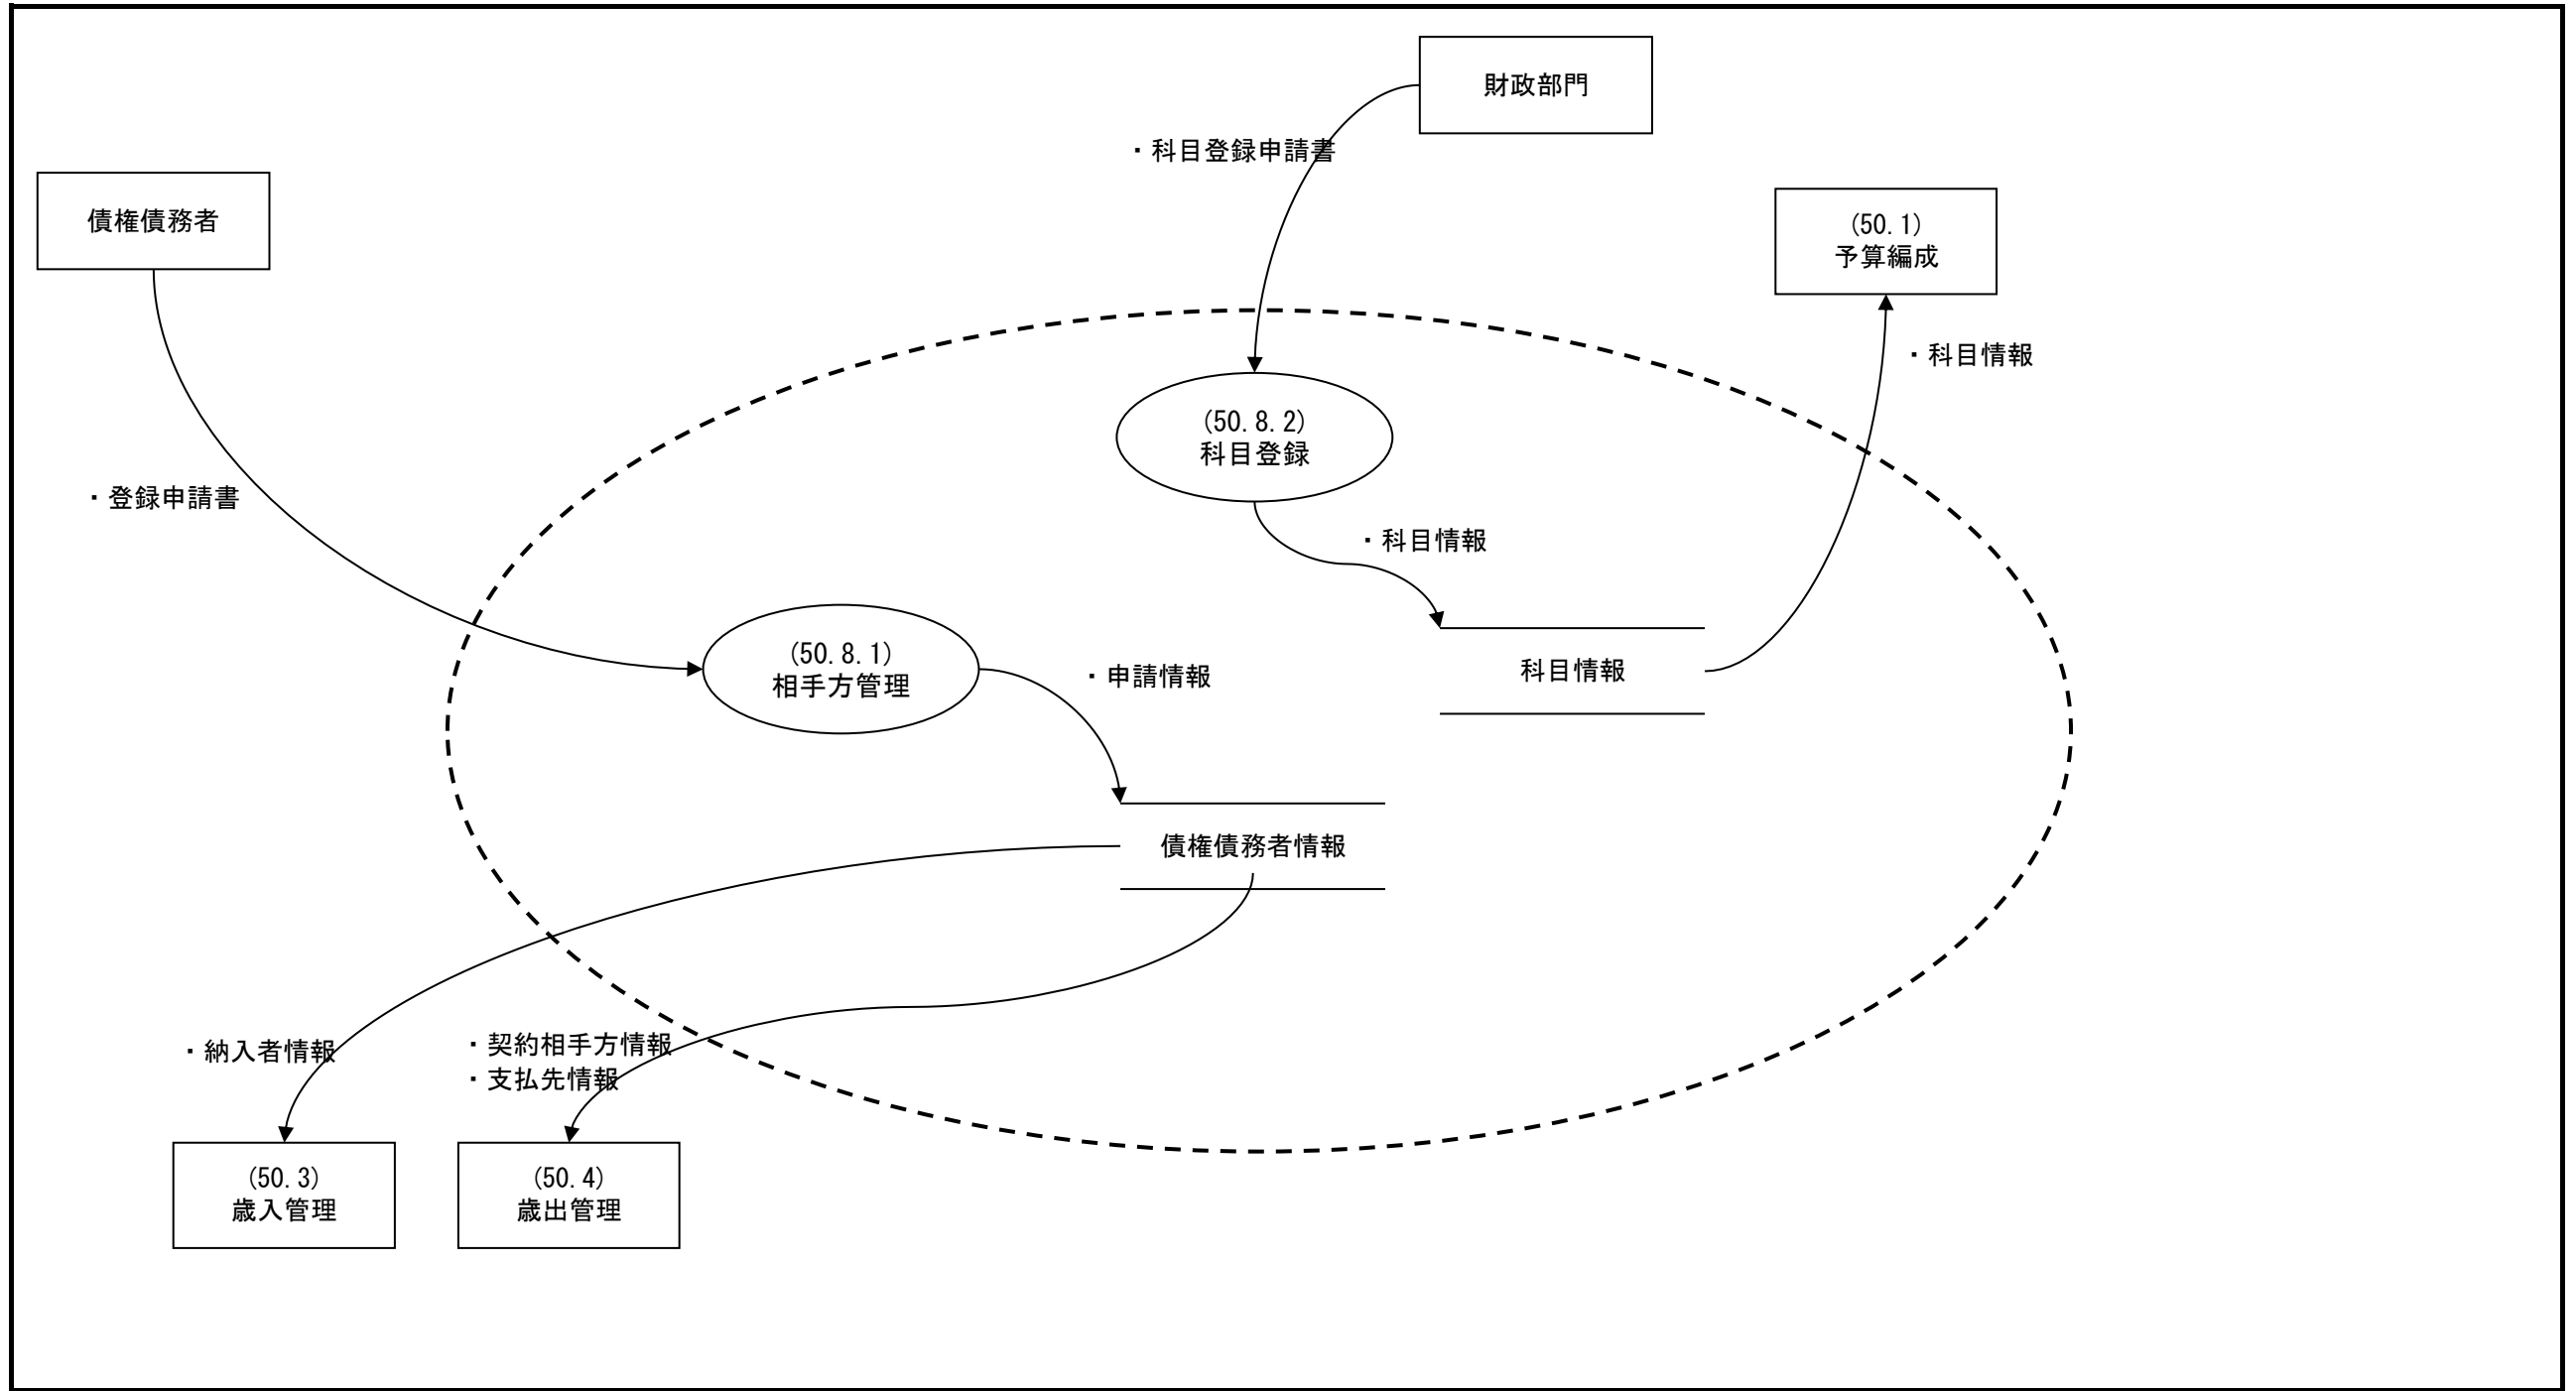 財政部門
・科目登録申請書
債権債務者
(50.1)
予算編成
・科目情報
(50.8.2)
科目登録
・登録申請書
・科目情報
(50.8.1)
相手方管理
・申請情報
科目情報
債権債務者情報
・納入者情報
・契約相手方情報
・支払先情報
(50.3)
歳入管理
(50.4)
歳出管理